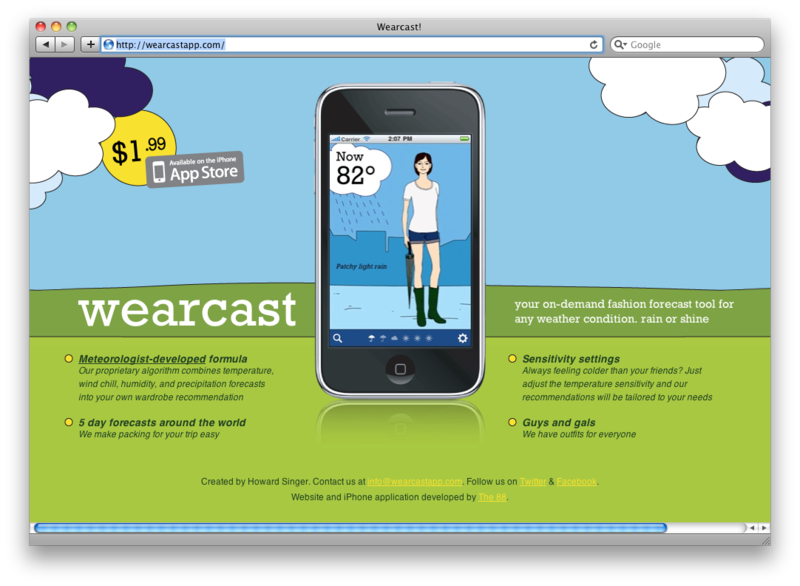 Wearcast!
http://wearcastapp.com/
Google
$1.99
Available on the iPhone
App Store
Carrier
2:07 PM
Now
82°
Patchy light rain
wearcast
your on-demand fashion forecast tool for
any weather condition. rain or shine
Meteorologist-developed formula
Our proprietary algorithm combines temperature,
wind chill, humidity, and precipitation forecasts
into your own wardrobe recommendation
5 day forecasts around the world
We make packing for your trip easy
Sensitivity settings
Always feeling colder than your friends? Just
adjust the temperature sensitivity and our
recommendations will be tailored to your needs
Guys and gals
We have outfits for everyone
Created by Howard Singer. Contact us at info@wearcastapp.com. Follow us on Twitter & Facebook.
Website and iPhone application developed by The 88.